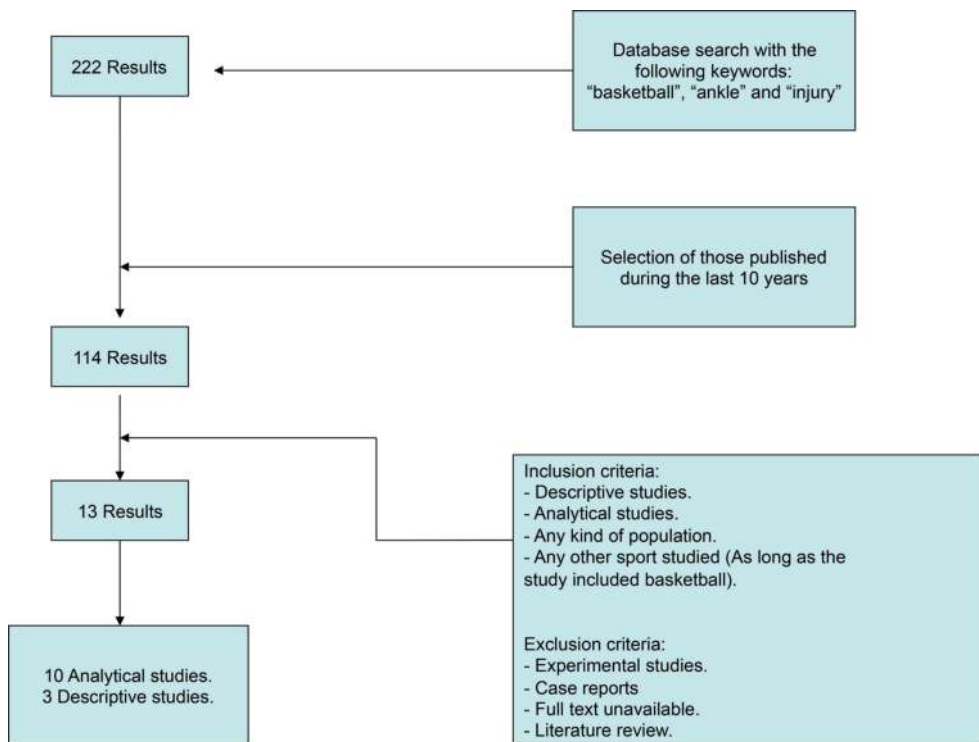 222 Results
Database search with the
following keywords:
“basketball”, “ankle” and “injury”
Selection of those published
during the last 10 years
114 Results
13 Results
Inclusion criteria:
- Descriptive studies.
- Analytical studies.
- Any kind of population.
- Any other sport studied (As long as the
study included basketball).
Exclusion criteria:
- Experimental studies.
- Case reports
- Full text unavailable.
- Literature review.
10 Analytical studies.
3 Descriptive studies.